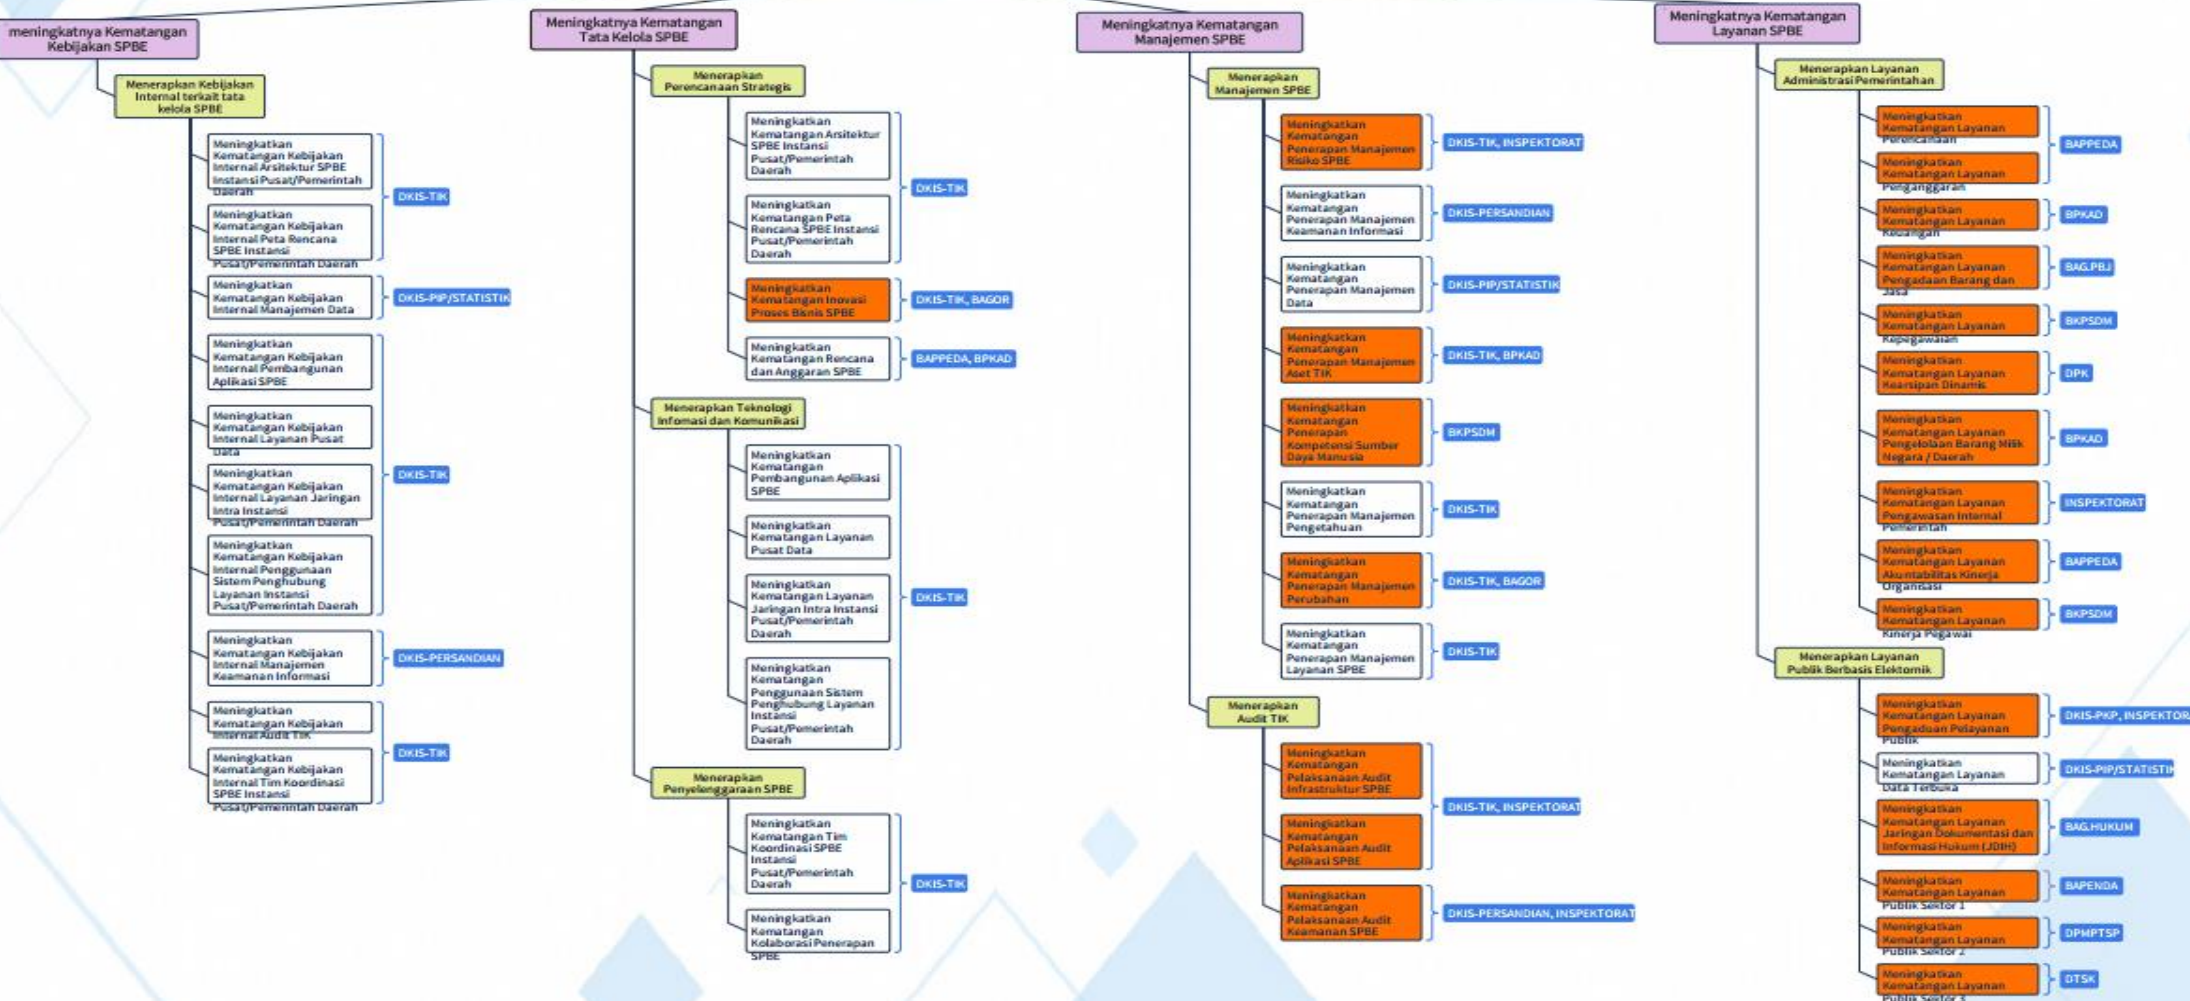 meningkatnya Kematangan
Kebijakan SPBE
Menerapkan Kebijakan
Internal terkait tata
kelola SPBE
Meningkatkan
Kematangan Kebijakan
Internal Arsitektur SPBE
Instansi Pusat/Pemerintah
Daerah
Meningkatkan
Kematangan Kebijakan
Internal Peta Rencana
SPBE Instansi
Pusat/Pemerintah Daerah
DKIS-TIK
Meningkatkan
Kematangan Kebijakan
Internal Manajemen Data
DKIS-PIP/STATISTIK
Meningkatkan
Kematangan Kebijakan
Internal Pembangunan
Aplikasi SPBE
Meningkatkan
Kematangan Kebijakan
Internal Layanan Pusat
Data
Meningkatkan
Kematangan Kebijakan
Internal Layanan Jaringan
Intra Instansi
Pusat/Pemerintah Daerah
Meningkatkan
Kematangan Kebijakan
Internal Penggunaan
Sistem Penghubung
Layanan Instansi
Pusat/Pemerintah Daerah
DKIS-TIK
Meningkatkan
Kematangan Kebijakan
Internal Manajemen
Keamanan Informasi
DKIS-PERSANDIAN
Meningkatkan
Kematangan Kebijakan
Internal Audit TIK
Meningkatkan
Kematangan Kebijakan
Internal Tim Koordinasi
SPBE Instansi
Pusat/Pemerintah Daerah
DKIS-TIK
Meningkatnya Kematangan
Tata Kelola SPBE
Menerapkan
Perencanaan Strategis
Meningkatkan
Kematangan Arsitektur
SPBE Instansi
Pusat/Pemerintah
Daerah
Meningkatkan
Kematangan Peta
Rencana SPBE Instansi
Pusat/Pemerintah
Daerah
DKIS-TIK
Meningkatkan
Kematangan Inovasi
Proses Bisnis SPBE
DKIS-TIK, BAGOR
Meningkatkan
Kematangan Rencana
dan Anggaran SPBE
BAPPEDA, BPKAD
Menerapkan Teknologi
Infomasi dan Komunikasi
Meningkatkan
Kematangan
Pembangunan Aplikasi
SPBE
Meningkatkan
Kematangan Layanan
Pusat Data
Meningkatkan
Kematangan Layanan
Jaringan Intra Instansi
Pusat/Pemerintah
Daerah
Meningkatkan
Kematangan
Penggunaan Sistem
Penghubung Layanan
Instansi
Pusat/Pemerintah
Daerah
DKIS-TIK
Menerapkan
Penyelenggaraan SPBE
Meningkatkan
Kematangan Tim
Koordinasi SPBE
Instansi
Pusat/Pemerintah
Daerah
Meningkatkan
Kematangan
Kolaborasi Penerapan
SPBE
DKIS-TIK
Meningkatnya Kematangan
Manajemen SPBE
Menerapkan
Manajemen SPBE
Meningkatkan
Kematangan
Penerapan Manajemen
Risiko SPBE
DKIS-TIK, INSPEKTORAT
Meningkatkan
Kematangan
Penerapan Manajemen
Keamanan Informasi
DKIS-PERSANDIAN
Meningkatkan
Kematangan
Penerapan Manajemen
Data
DKIS-PIP/STATISTIK
Meningkatkan
Kematangan
Penerapan Manajemen
Aset TIK
DKIS-TIK, BPKAD
Meningkatkan
Kematangan
Penerapan
Kompetensi Sumber
Daya Manusia
BKPSDM
Meningkatkan
Kematangan
Penerapan Manajemen
Pengetahuan
DKIS-TIK
Meningkatkan
Kematangan
Penerapan Manajemen
Perubahan
DKIS-TIK, BAGOR
Meningkatkan
Kematangan
Penerapan Manajemen
Layanan SPBE
DKIS-TIK
Menerapkan
Audit TIK
Meningkatkan
Kematangan
Pelaksanaan Audit
Infrastruktur SPBE
Meningkatkan
Kematangan
Pelaksanaan Audit
Aplikasi SPBE
DKIS-TIK, INSPEKTORAT
Meningkatkan
Kematangan
Pelaksanaan Audit
Keamanan SPBE
DKIS-PERSANDIAN, INSPEKTORAT
Meningkatnya Kematangan
Layanan SPBE
Menerapkan Layanan
Administrasi Pemerintahan
Meningkatkan
Kematangan Layanan
Perencanaan
Meningkatkan
Kematangan Layanan
Penganggaran
BAPPEDA
Meningkatkan
Kematangan Layanan
Keuangan
BPKAD
Meningkatkan
Kematangan Layanan
Pengadaan Barang dan
Jasa
BAG.PBJ
Meningkatkan
Kematangan Layanan
Kepegawaian
BKPSDM
Meningkatkan
Kematangan Layanan
Kearsipan Dinamis
DPK
Meningkatkan
Kematangan Layanan
Pengelolaan Barang Milik
Negara / Daerah
BPKAD
Meningkatkan
Kematangan Layanan
Pengawasan Internal
Pemerintah
INSPEKTORAT
Meningkatkan
Kematangan Layanan
Akuntabilitas Kinerja
Organisasi
BAPPEDA
Meningkatkan
Kematangan Layanan
Kinerja Pegawai
BKPSDM
Menerapkan Layanan
Publik Berbasis Elektornik
Meningkatkan
Kematangan Layanan
Pengaduan Pelayanan
Publik
DKIS-PKP, INSPEKTORA
Meningkatkan
Kematangan Layanan
Data Terbuka
DKIS-PIP/STATISTIK
Meningkatkan
Kematangan Layanan
Jaringan Dokumentasi dan
Informasi Hukum (JDIH)
BAG.HUKUM
Meningkatkan
Kematangan Layanan
Publik Sektor 1
BAPENDA
Meningkatkan
Kematangan Layanan
Publik Sektor 2
DPMPTSP
Meningkatkan
Kematangan Layanan
Publik Sektor 3
DTSK